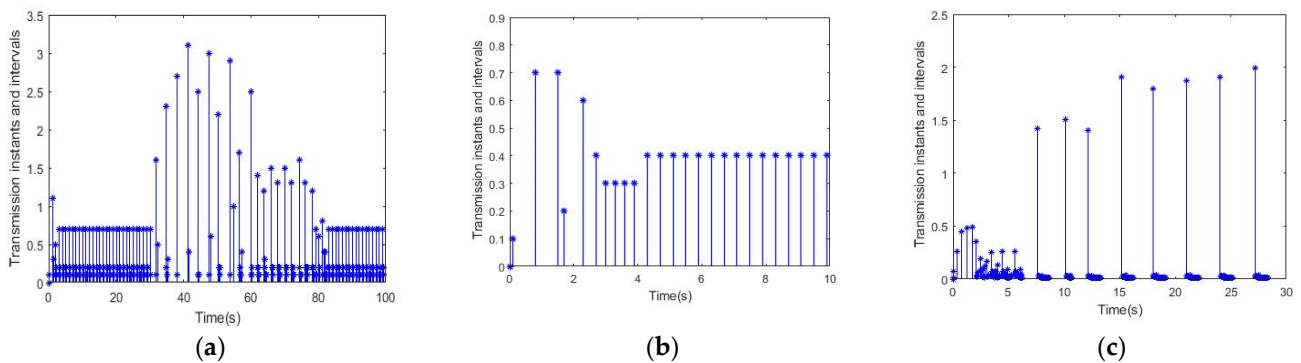 3.5
3
2.5
2
1.5
1
0.5
0
0 20 40 60 80 100
Transmission instants and intervals
Time(s)
(a)
0.9
0.8
0.7
0.6
0.5
0.4
0.3
0.2
0.1
0
0 2 4 6 8 10
Transmission instants and intervals
Time(s)
(b)
2.5
2
1.5
1
0.5
0
0 5 10 15 20 25 30
Transmission instants and intervals
Time(s)
(c)